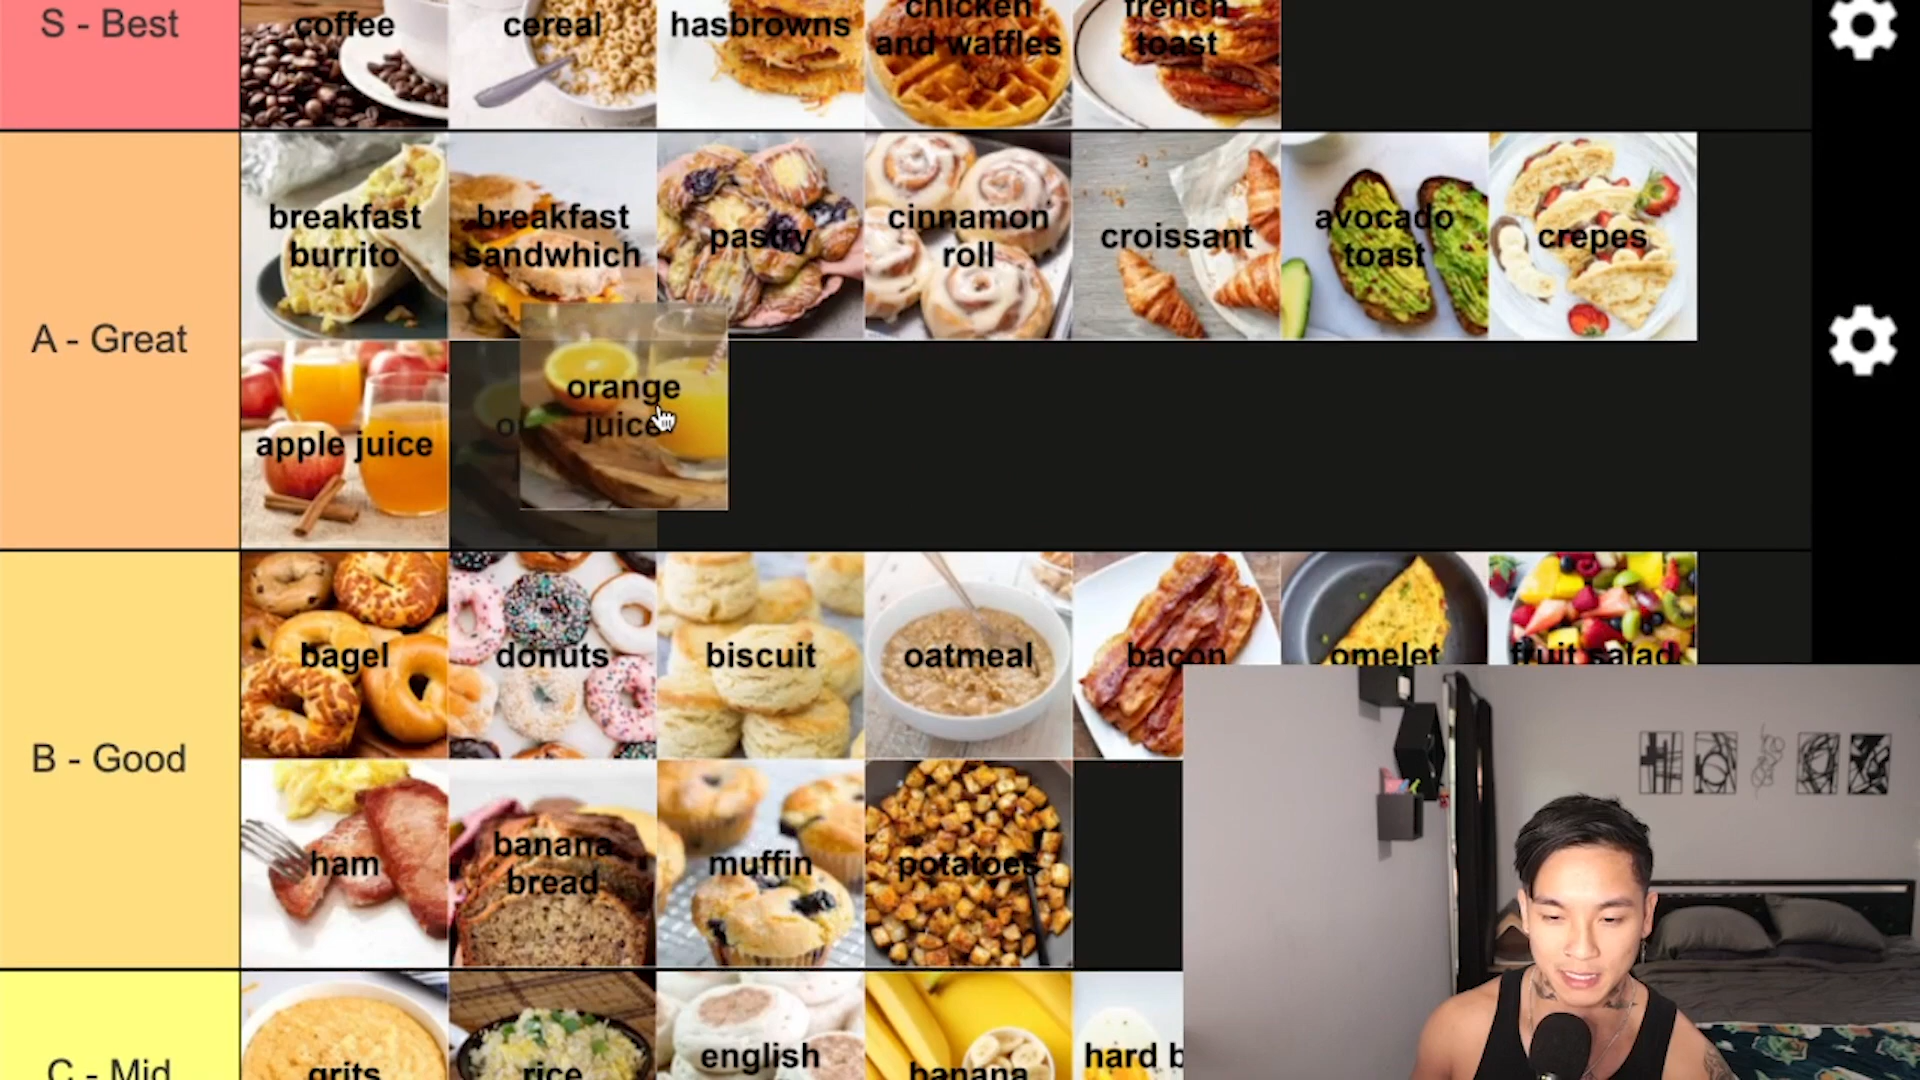 S - Best
coffee
cereal
hasbrowns
chicken
and waffles
french
toast
A - Great
breakfast
burrito
breakfast
sandwhich
pastry
cinnamon
roll
croissant
avocado
toast
crepes
apple juice
orange
juice
B - Good
bagel
donuts
biscuit
oatmeal
bacon
omelet
fruit salad
ham
banana
bread
muffin
potatoes
C - Mid
grits
rice
english
banana
hard b